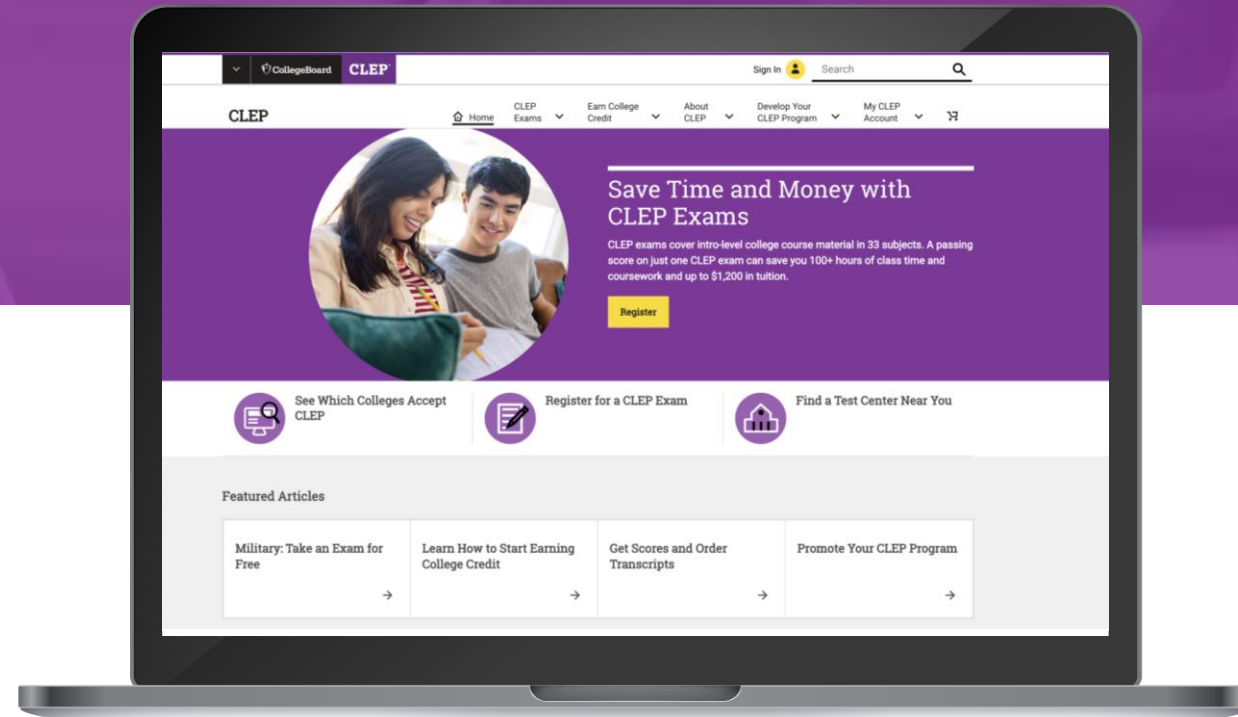 CollegeBoard CLEP
Sign In Search
CLEP
Home
CLEP
Exams
Earn College
Credit
About
CLEP
Develop Your
CLEP Program
My CLEP
Account
Save Time and Money with
CLEP Exams
CLEP exams cover intro-level college course material in 33 subjects. A passing
score on just one CLEP exam can save you 100+ hours of class time and
coursework and up to $1,200 in tuition.
Register
See Which Colleges Accept
CLEP
Register for a CLEP Exam
Find a Test Center Near You
Featured Articles
Military: Take an Exam for
Free
Learn How to Start Earning
College Credit
Get Scores and Order
Transcripts
Promote Your CLEP Program